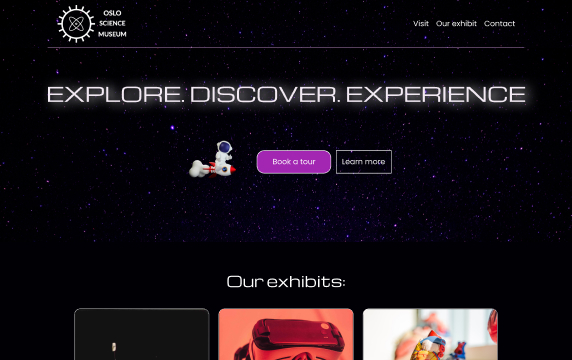 OSLO
SCIENCE
MUSEUM
Visit Our exhibit Contact
EXPLORE. DISCOVER. EXPERIENCE
Book a tour Learn more
Our exhibits: